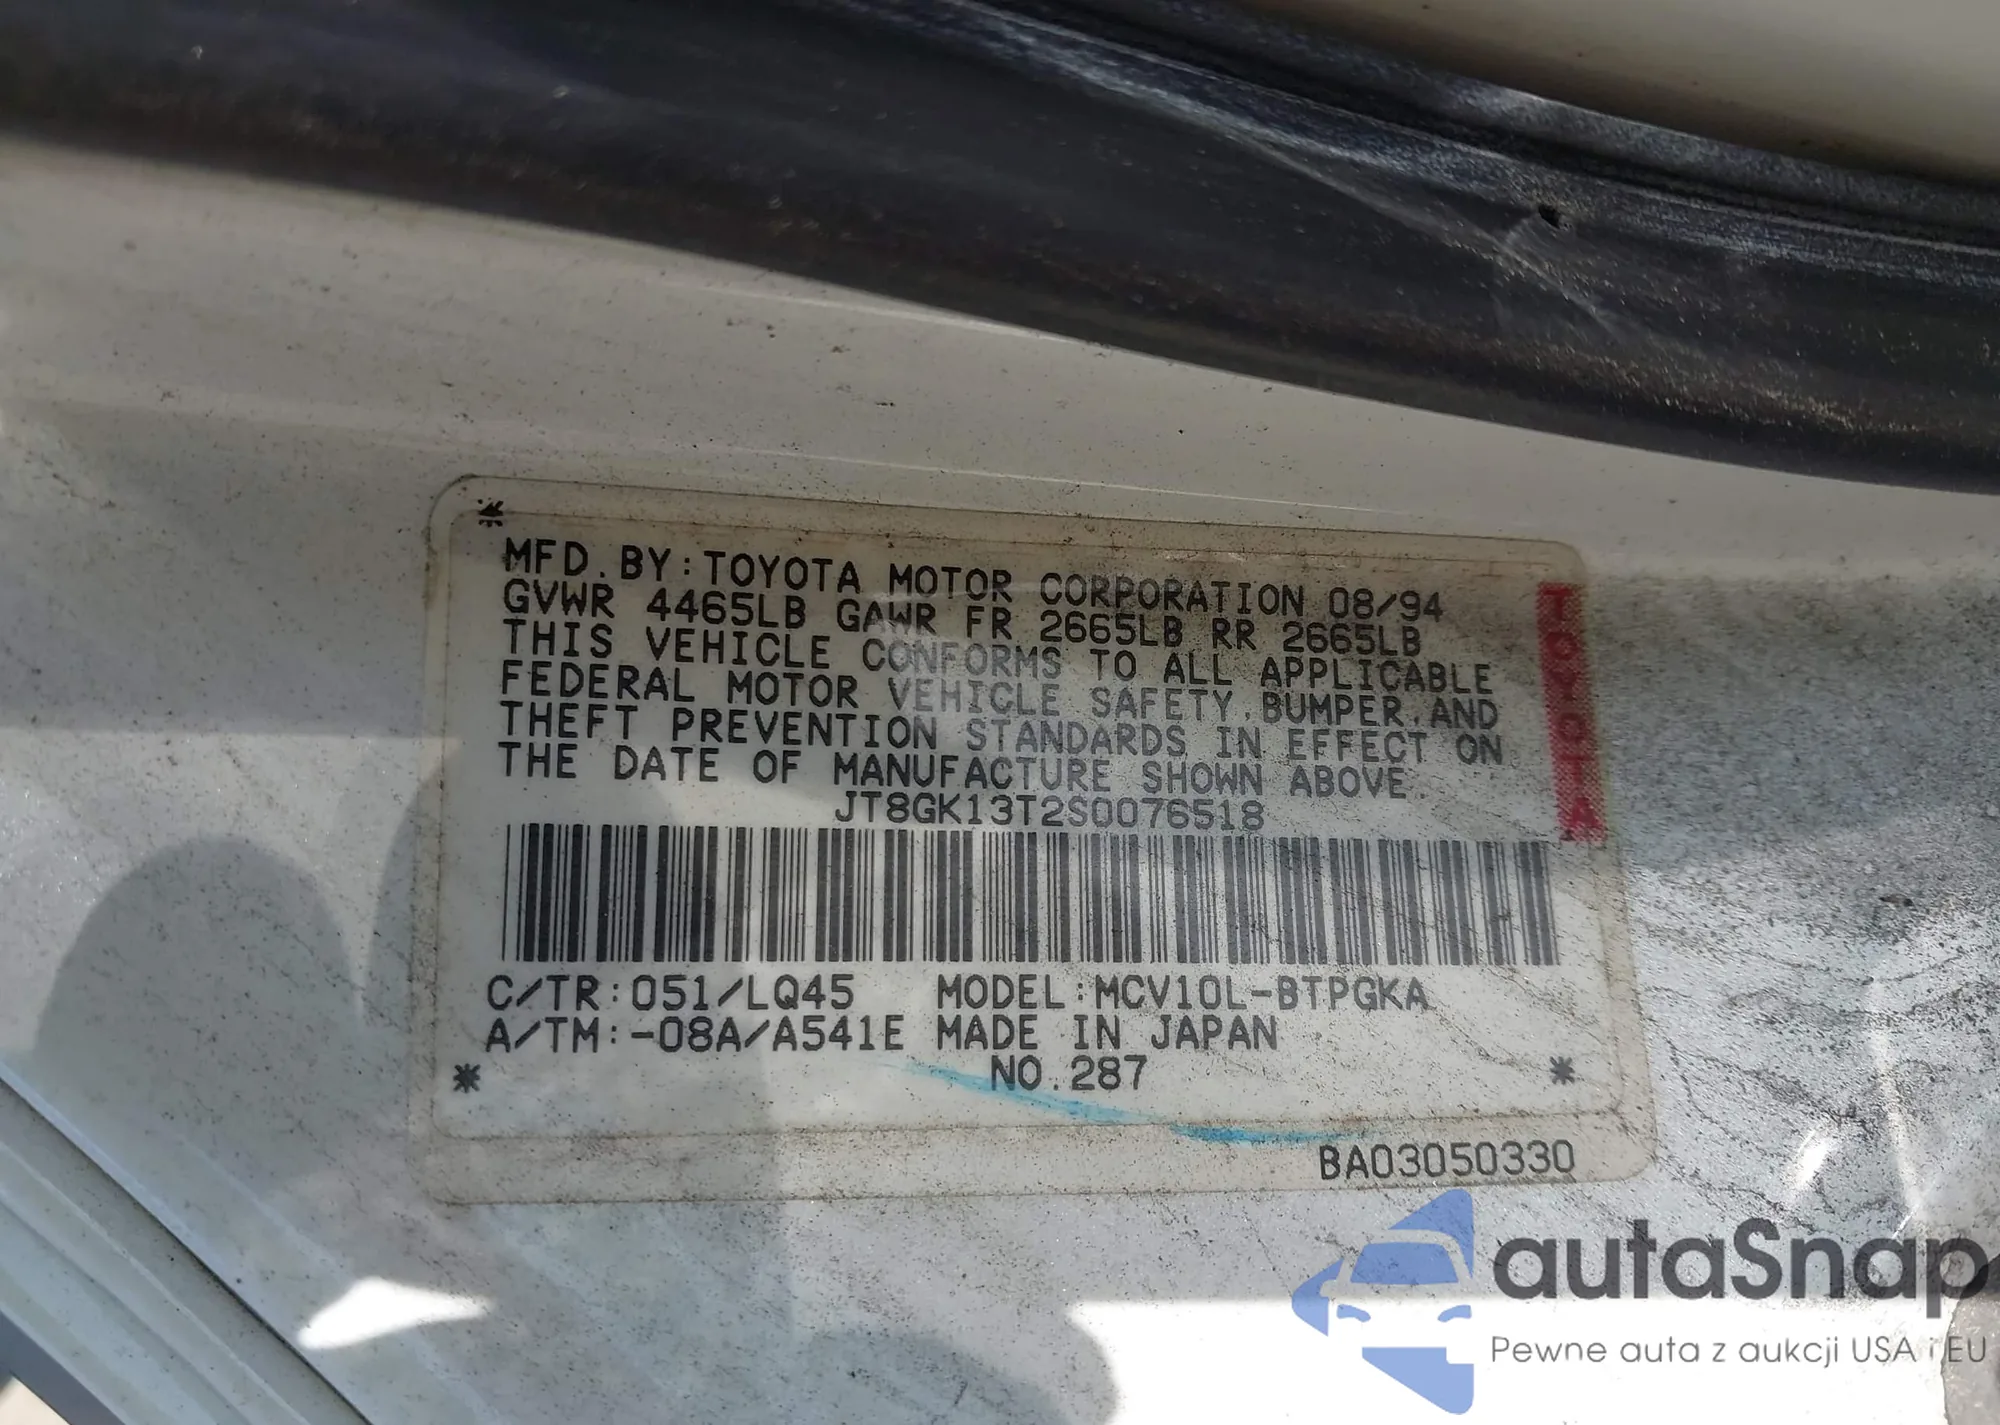 MFD. BY:TOYOTA MOTOR CORPORATION 08/94
GVWR 4465LB GAWR FR 2665LB RR 2665LB
THIS VEHICLE CONFORMS TO ALL APPLICABLE
FEDERAL MOTOR VEHICLE SAFETY, BUMPER, AND
THEFT PREVENTION STANDARDS IN EFFECT ON
THE DATE OF MANUFACTURE SHOWN ABOVE.
JT8GK13T2S0076518
TOYOTA
C/TR:051/LQ45 MODEL:MCV10L-BTPGKA
A/TM:-08A/A541E MADE IN JAPAN
NO.287
BA03050330
autaSnap
Pewne auta z aukcji USA i EU